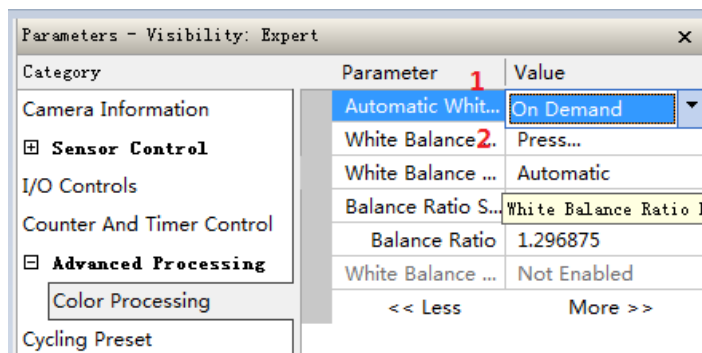 Parameters - Visibility: Expert ×
Category Parameter 1 Value
Camera Information Automatic Whit... On Demand
⊞ Sensor Control White Balance 2. Press...
I/O Controls White Balance ... Automatic
Counter And Timer Control Balance Ratio S... White Balance Ratio
⊟ Advanced Processing Balance Ratio 1.296875
Color Processing White Balance ... Not Enabled
<< Less More >>
Cycling Preset